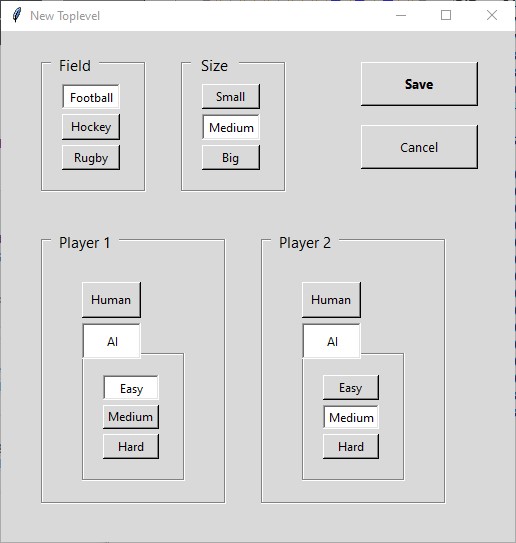 New Toplevel
Field
Football
Hockey
Rugby
Size
Small
Medium
Big
Save
Cancel
Player 1
Human
AI
Easy
Medium
Hard
Player 2
Human
AI
Easy
Medium
Hard